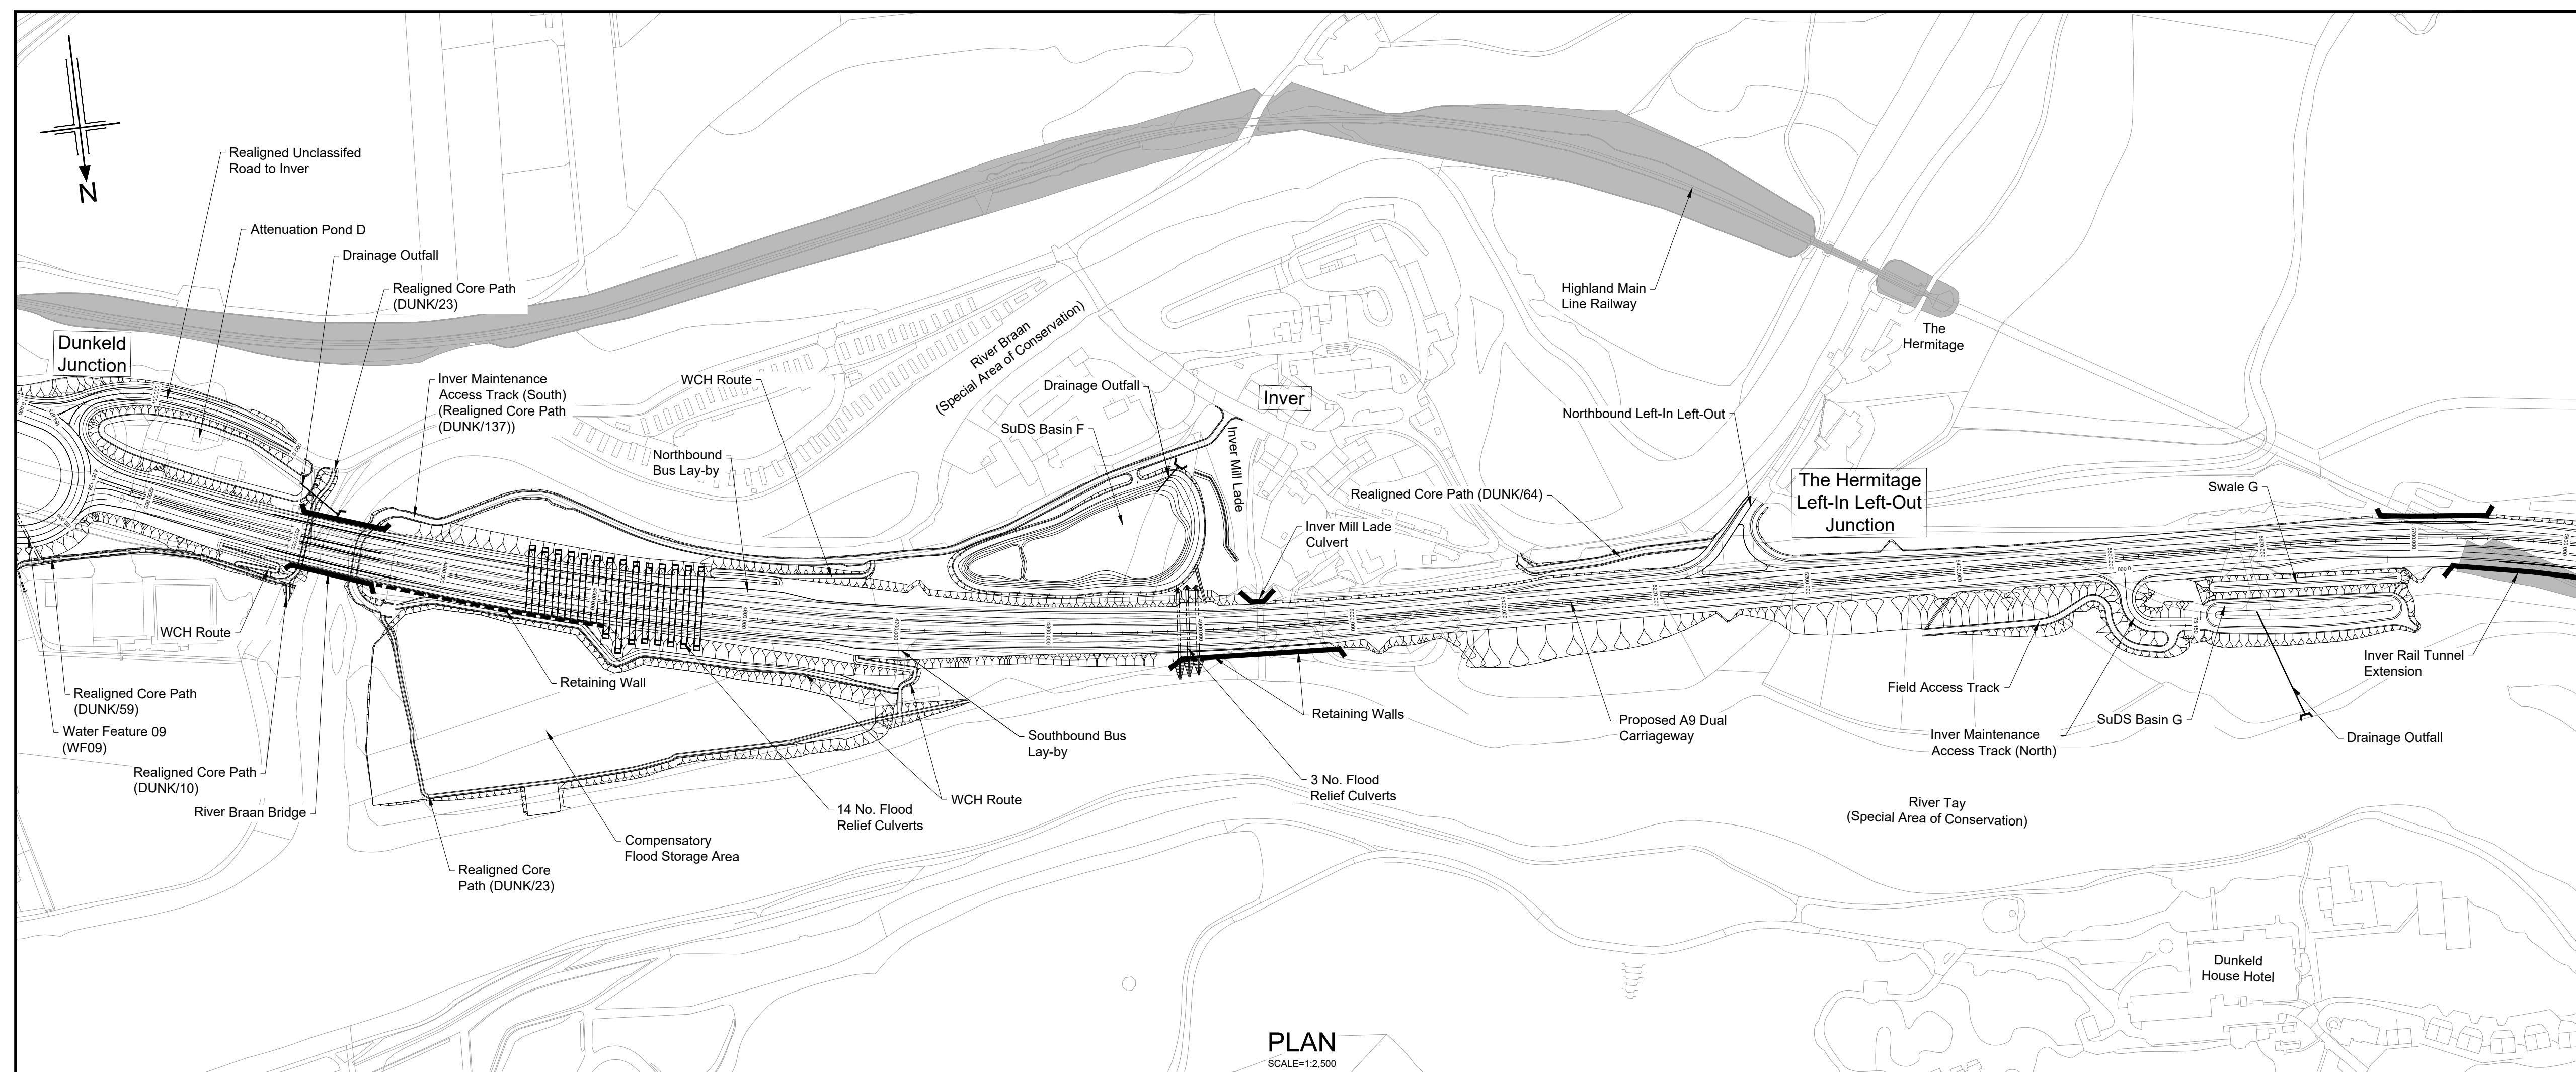 N
Realigned Unclassifed
Road to Inver
Attenuation Pond D
Drainage Outfall
Realigned Core Path
(DUNK/23)
Dunkeld
Junction
Inver Maintenance
Access Track (South)
(Realigned Core Path
(DUNK/137))
WCH Route
Northbound
Bus Lay-by
River Braan
(Special Area of Conservation)
Drainage Outfall
SuDS Basin F
Inver Mill Lade
Inver
Inver Mill Lade
Culvert
Highland Main
Line Railway
The
Hermitage
Northbound Left-In Left-Out
Realigned Core Path (DUNK/64)
The Hermitage
Left-In Left-Out
Junction
Swale G
WCH Route
Realigned Core Path
(DUNK/59)
Water Feature 09
(WF09)
Realigned Core Path
(DUNK/10)
River Braan Bridge
Retaining Wall
Realigned Core
Path (DUNK/23)
Compensatory
Flood Storage Area
14 No. Flood
Relief Culverts
WCH Route
Southbound Bus
Lay-by
Retaining Walls
3 No. Flood
Relief Culverts
Proposed A9 Dual
Carriageway
Field Access Track
Inver Maintenance
Access Track (North)
SuDS Basin G
Inver Rail Tunnel
Extension
Drainage Outfall
River Tay
(Special Area of Conservation)
Dunkeld
House Hotel
PLAN
SCALE=1:2,500